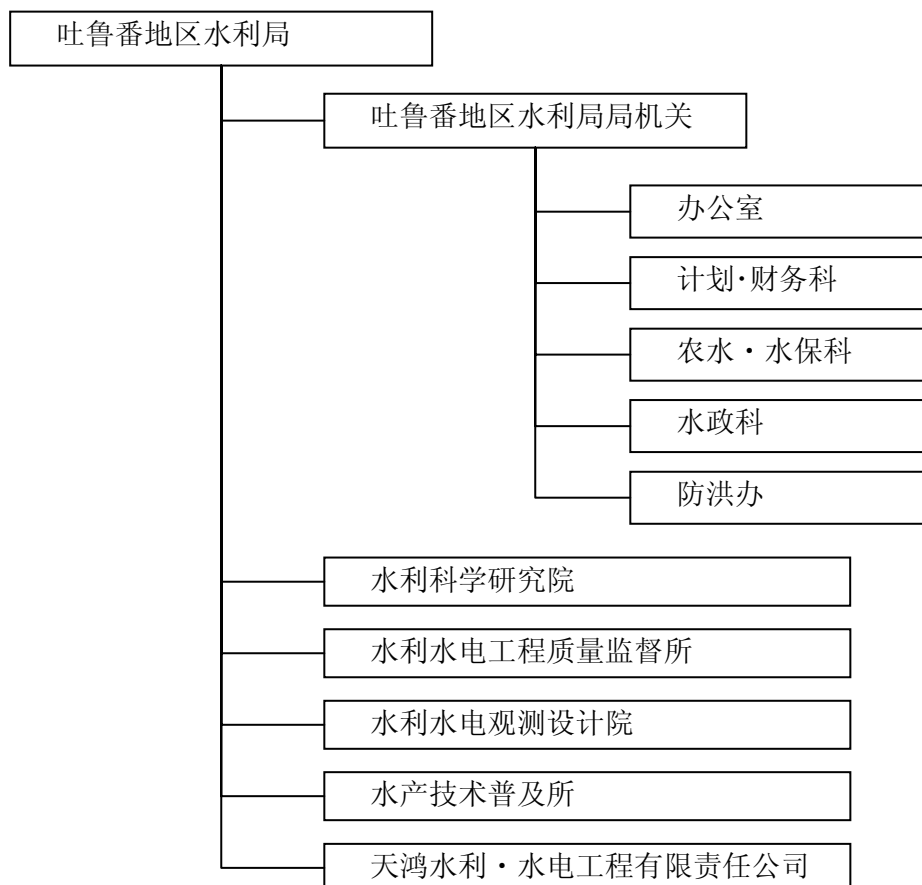 吐鲁番地区水利局
吐鲁番地区水利局局机关
办公室
计划·财务科
农水・水保科
水政科
防洪办
水利科学研究院
水利水电工程质量监督所
水利水电观测设计院
水产技术普及所
天鸿水利・水电工程有限责任公司